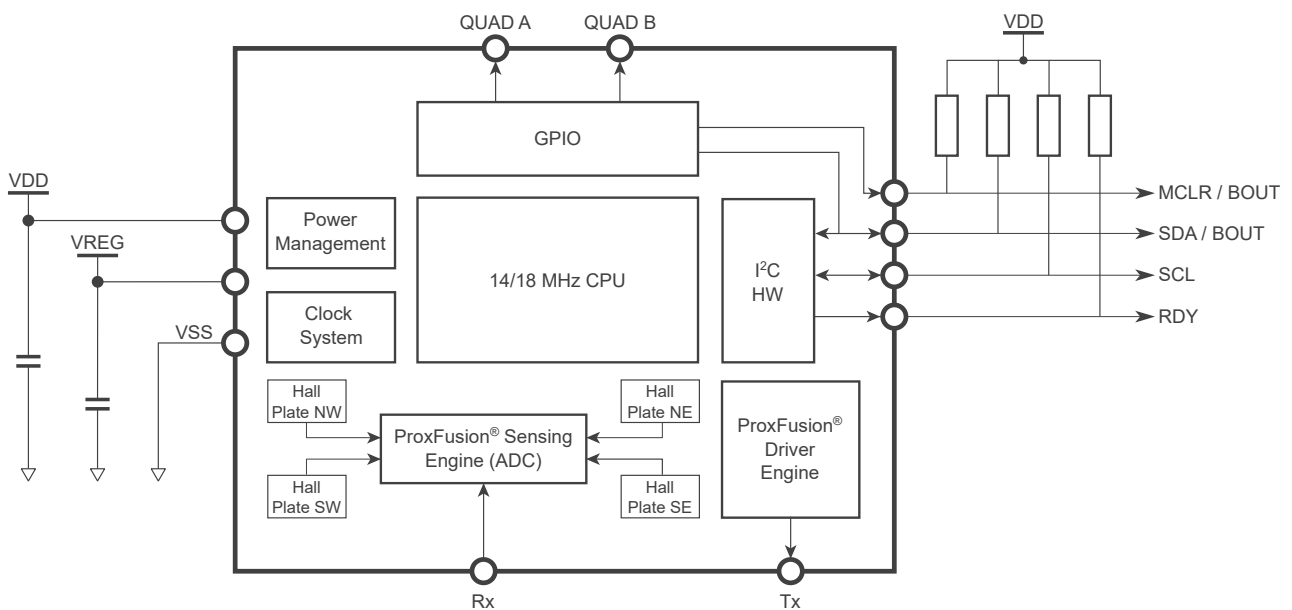 QUAD A
QUAD B
VDD
GPIO
VDD
MCLR / BOUT
Power
Management
SDA / BOUT
VREG
14/18 MHz CPU
I²C
HW
SCL
Clock
System
RDY
VSS
Hall
Plate NW
Hall
Plate NE
ProxFusion® Sensing
Engine (ADC)
ProxFusion®
Driver
Engine
Hall
Plate SW
Hall
Plate SE
Rx
Tx